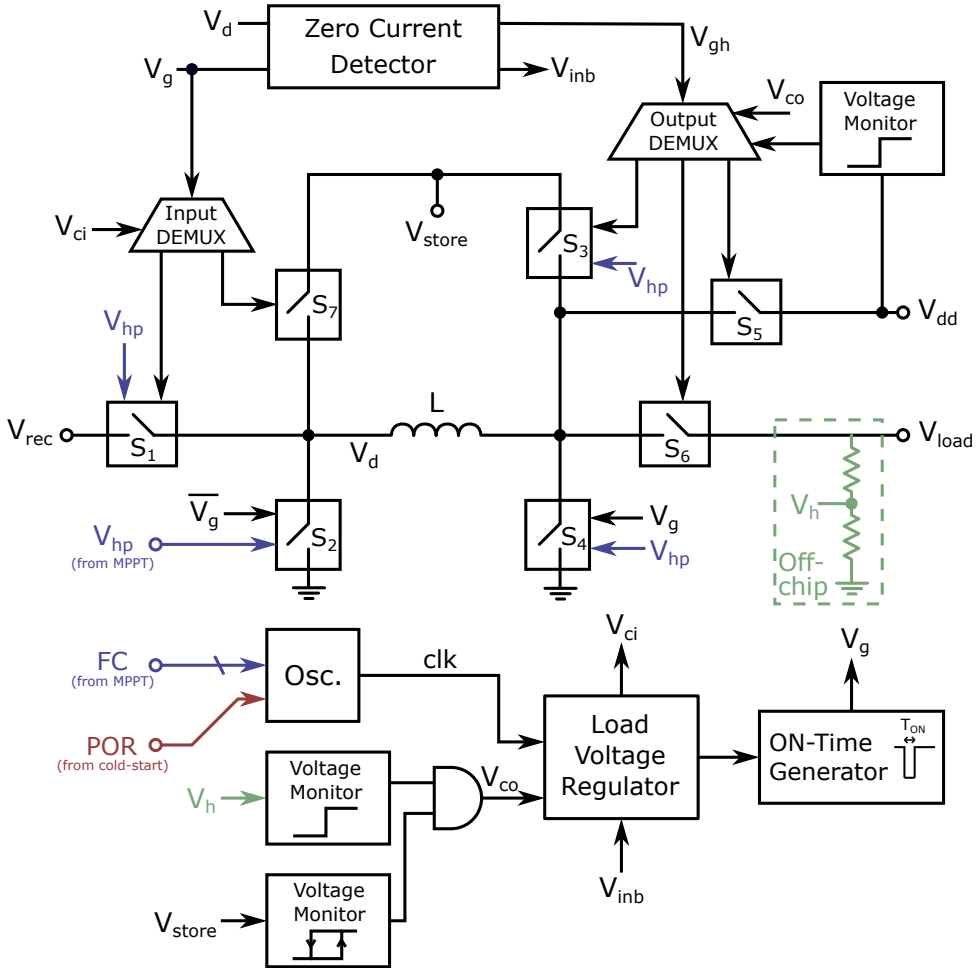 Vd
Zero Current
Detector
Vgh
Vg
Vinb
Vco
Output
DEMUX
Voltage
Monitor
Input
DEMUX
Vci
Vstore
S3
Vhp
S7
S5
Vdd
Vhp
L
Vrec
S1
Vd
S6
Vload
V̅g
S2
Vhp
(from MPPT)
Vg
S4
Vhp
Vh
Off-
chip
FC
(from MPPT)
Osc.
clk
Vci
Vg
POR
(from cold-start)
Load
Voltage
Regulator
ON-Time
Generator
TON
Vh
Voltage
Monitor
Vco
Vstore
Voltage
Monitor
Vinb